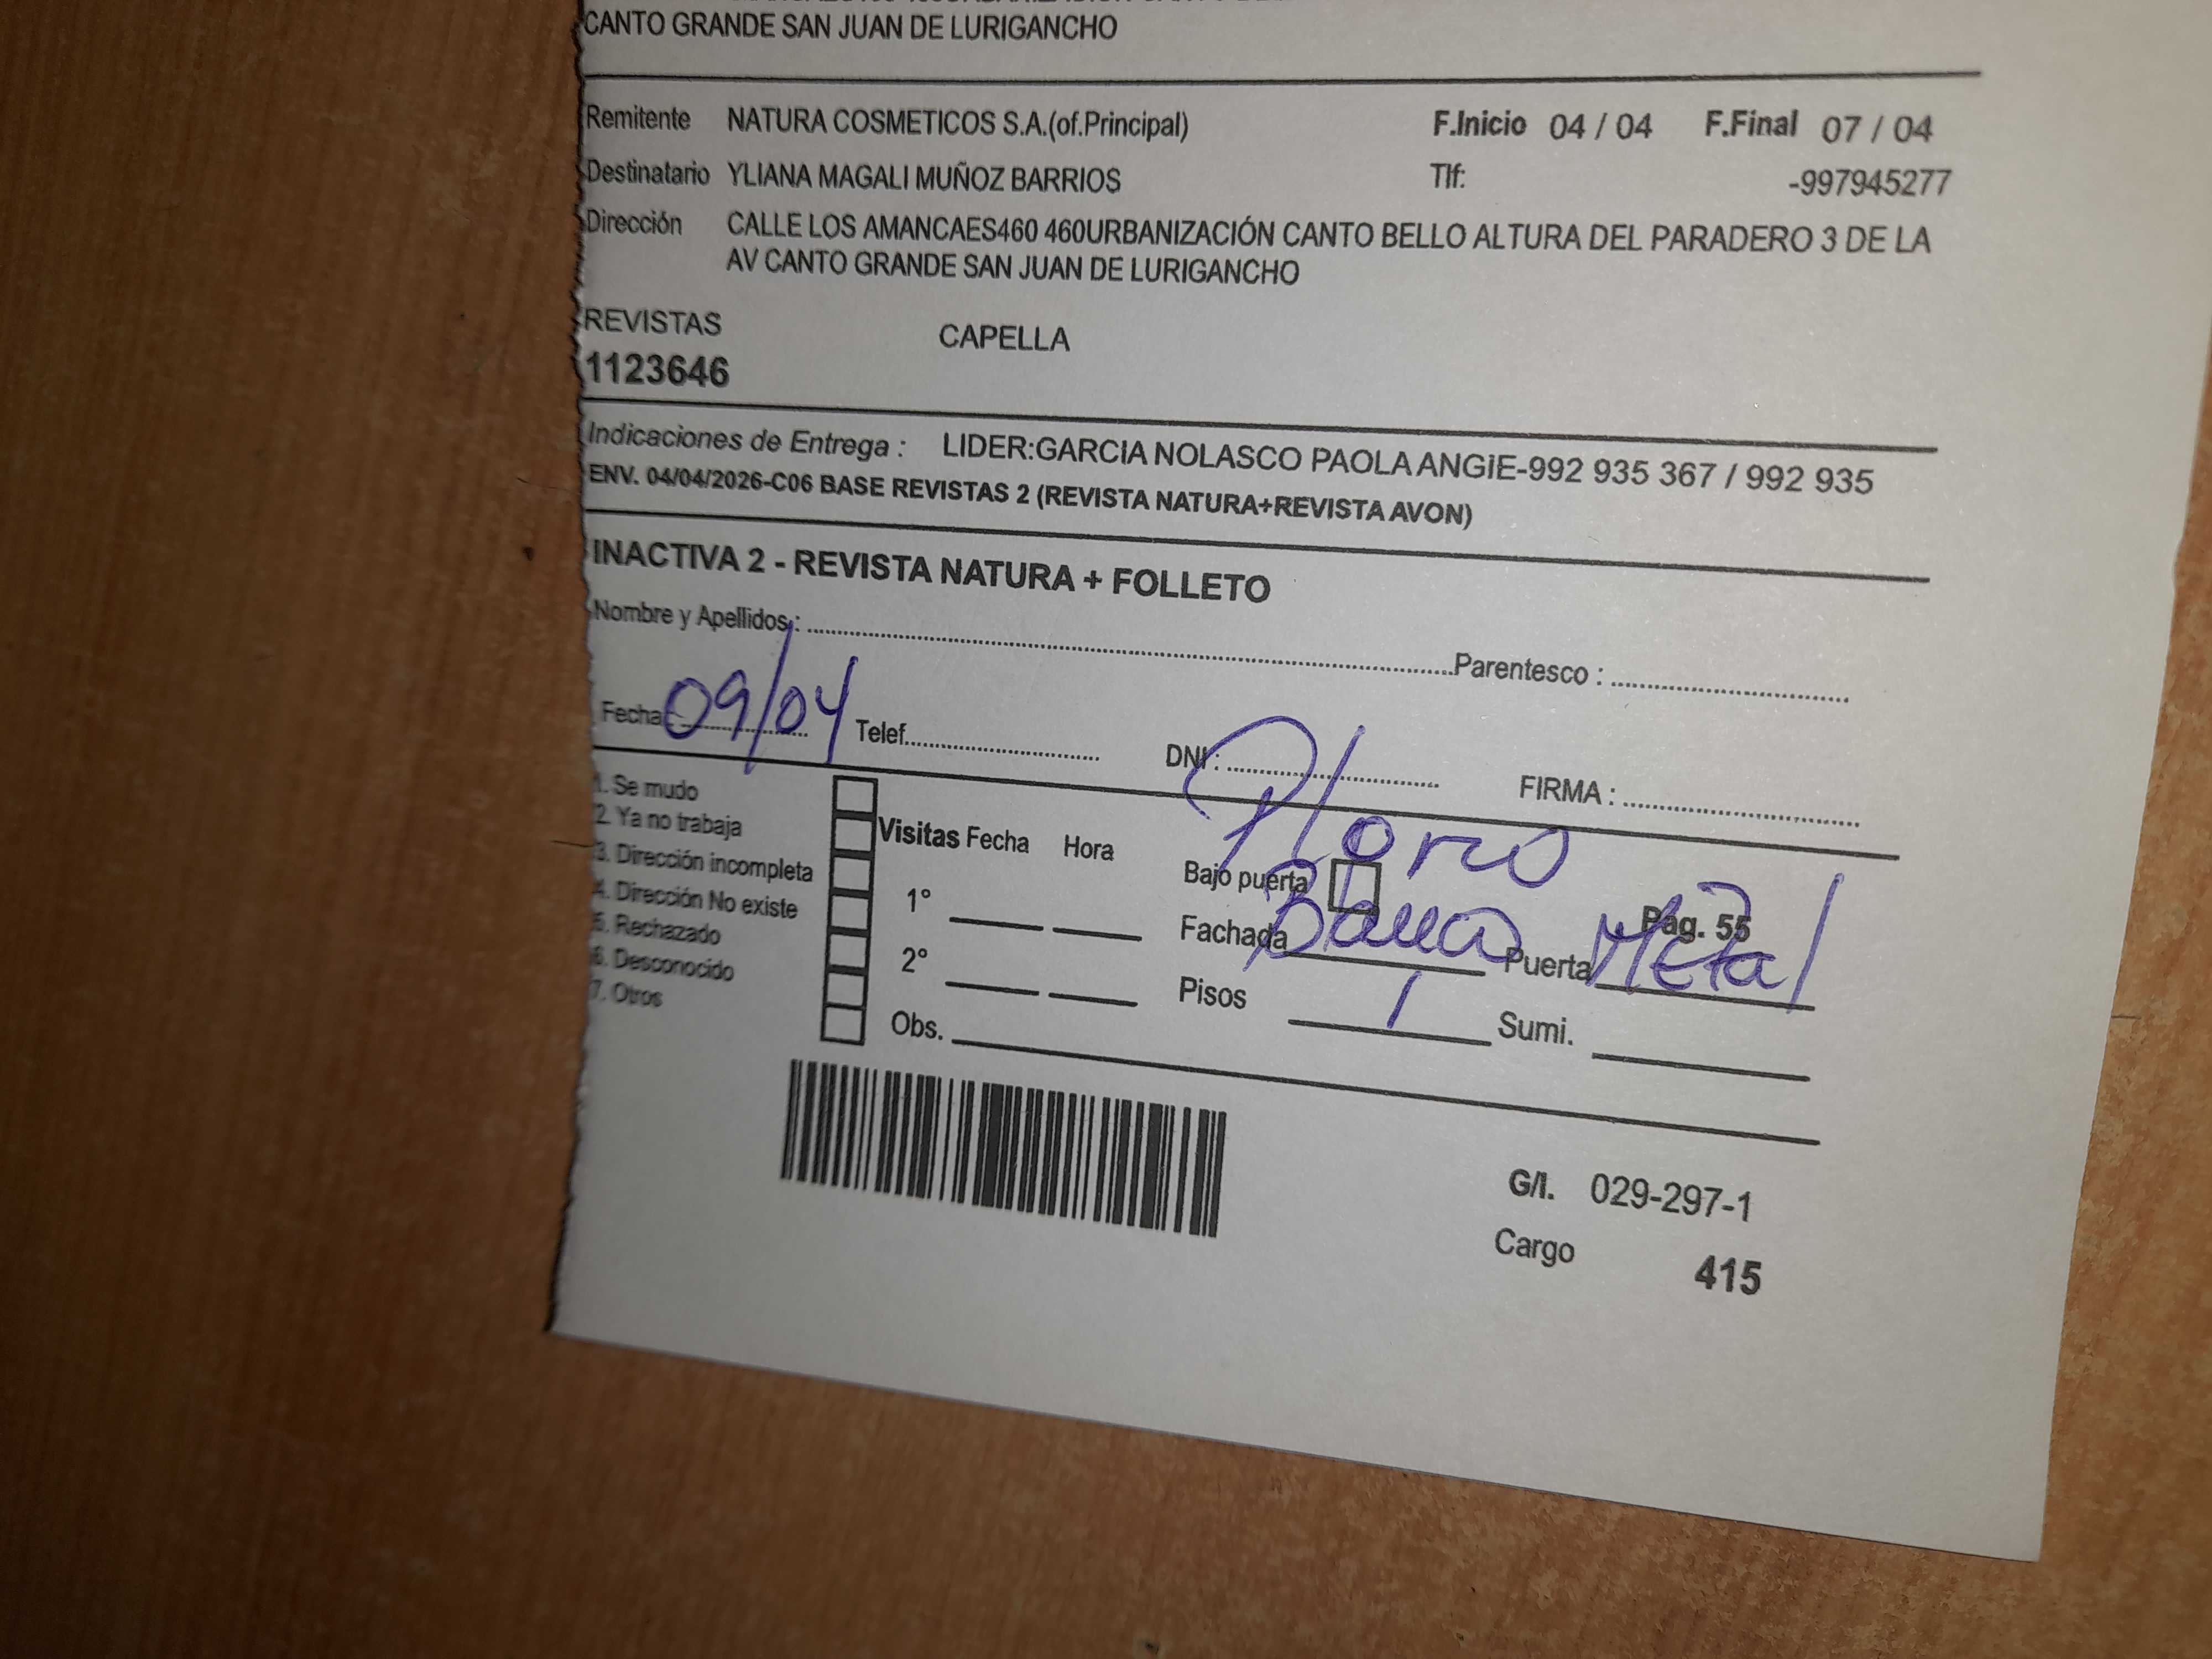 CANTO GRANDE SAN JUAN DE LURIGANCHO
Remitente NATURA COSMETICOS S.A.(of.Principal) F.Inicio 04 / 04 F.Final 07 / 04
Destinatario YLIANA MAGALI MUÑOZ BARRIOS Tlf: -997945277
Dirección CALLE LOS AMANCAES460 460URBANIZACIÓN CANTO BELLO ALTURA DEL PARADERO 3 DE LA
AV CANTO GRANDE SAN JUAN DE LURIGANCHO
REVISTAS CAPELLA
1123646
Indicaciones de Entrega : LIDER:GARCIA NOLASCO PAOLA ANGIE-992 935 367 / 992 935
ENV. 04/04/2026-C06 BASE REVISTAS 2 (REVISTA NATURA+REVISTA AVON)
INACTIVA 2 - REVISTA NATURA + FOLLETO
Nombre y Apellidos : Parentesco :
Fecha: 09/04 Telef. DNI : FIRMA :
1. Se mudo
2. Ya no trabaja
3. Dirección incompleta
4. Dirección No existe
5. Rechazado
6. Desconocido
7. Otros
Visitas Fecha Hora
1°
2°
Obs.
Bajo puerta Pág. 55
Fachada Puerta Metal
Pisos 1 Sumi.
G/I. 029-297-1
Cargo 415